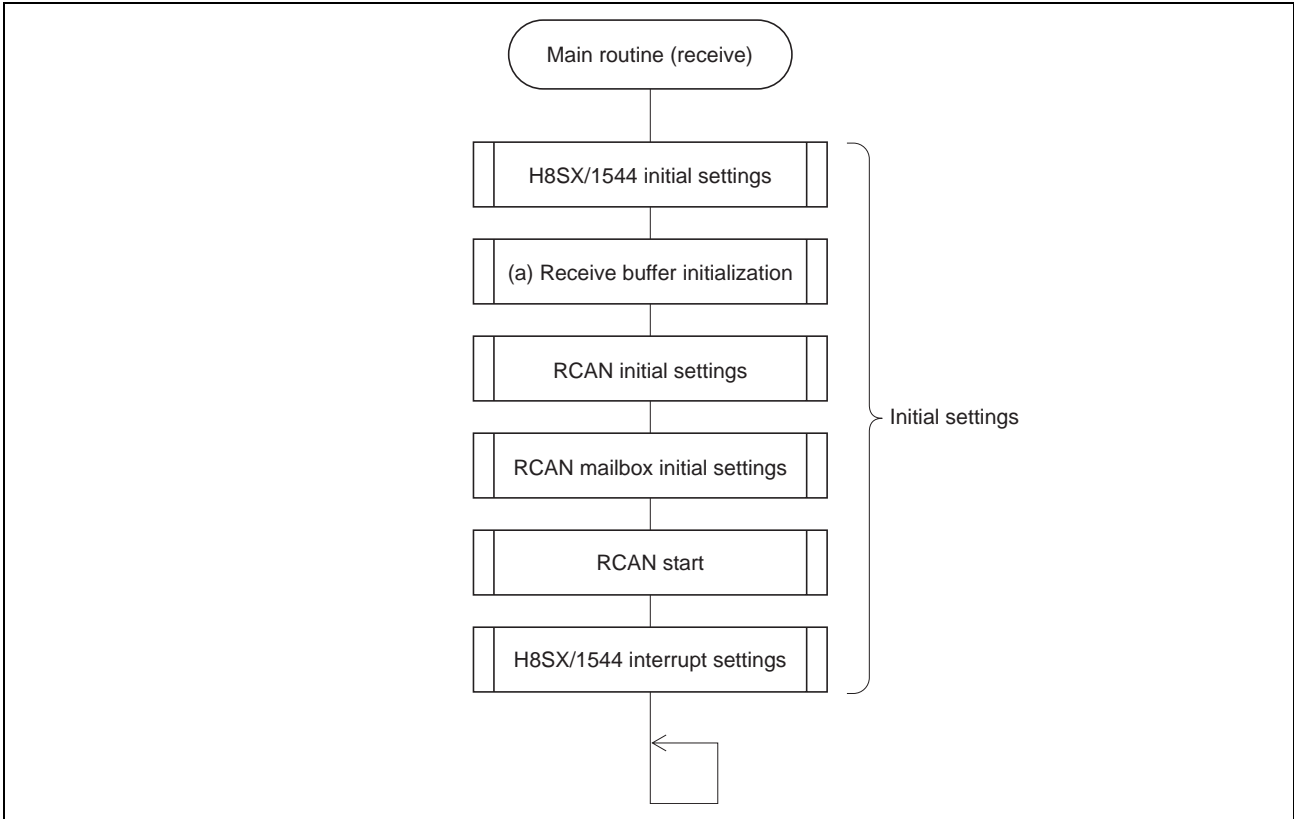 Main routine (receive)
H8SX/1544 initial settings
(a) Receive buffer initialization
RCAN initial settings
Initial settings
RCAN mailbox initial settings
RCAN start
H8SX/1544 interrupt settings